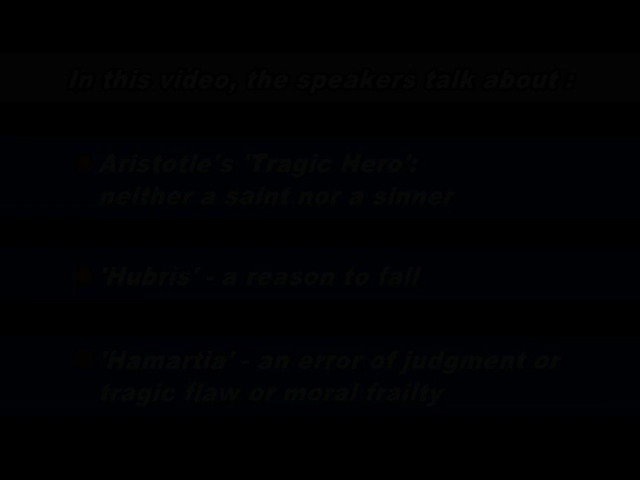 In this video, the speakers talk about :
Aristotle's 'Tragic Hero':
neither a saint nor a sinner
'Hubris' - a reason to fall
'Hamartia' - an error of judgment or
tragic flaw or moral frailty